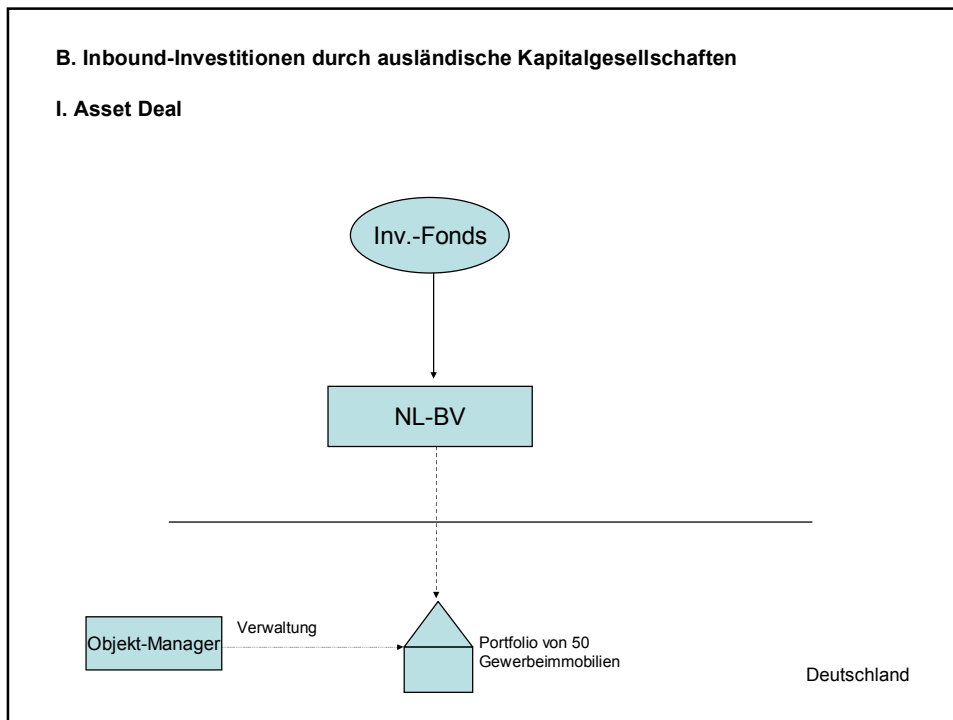 B. Inbound-Investitionen durch ausländische Kapitalgesellschaften
I. Asset Deal
Inv.-Fonds
NL-BV
Objekt-Manager
Verwaltung
Portfolio von 50
Gewerbeimmobilien
Deutschland